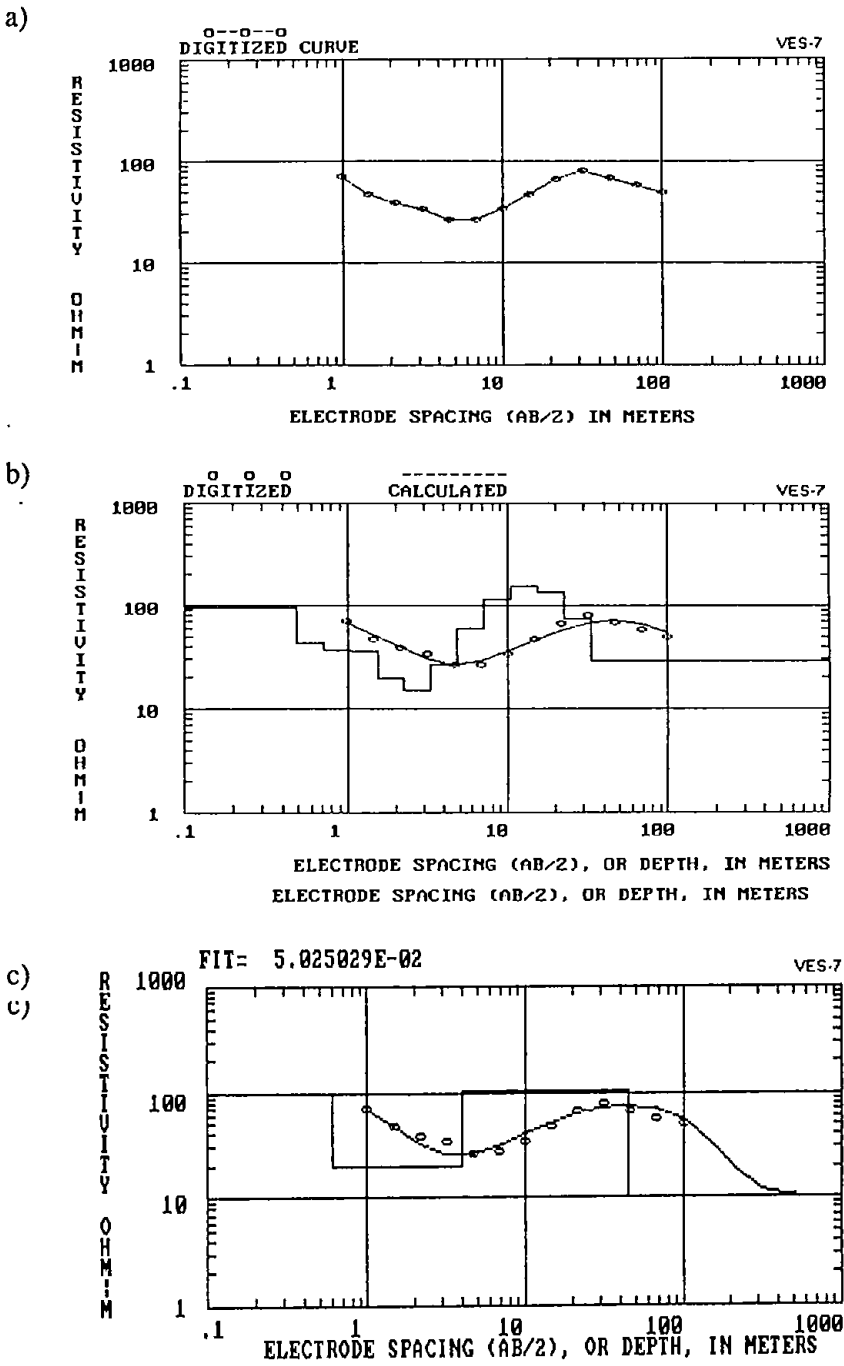 a)
o--o--o
DIGITIZED CURVE
VES-7
1000
100
10
1
RESISTIVITY OHM-M
.1 1 10 100 1000
ELECTRODE SPACING (AB/2) IN METERS
b)
o o o ---------
DIGITIZED CALCULATED
VES-7
1000
100
10
1
RESISTIVITY OHM-M
.1 1 10 100 1000
ELECTRODE SPACING (AB/2), OR DEPTH, IN METERS
ELECTRODE SPACING (AB/2), OR DEPTH, IN METERS
FIT= 5.025029E-02
VES-7
c)
c)
1000
100
10
1
RESISTIVITY OHM-M
.1 1 10 100 1000
ELECTRODE SPACING (AB/2), OR DEPTH, IN METERS